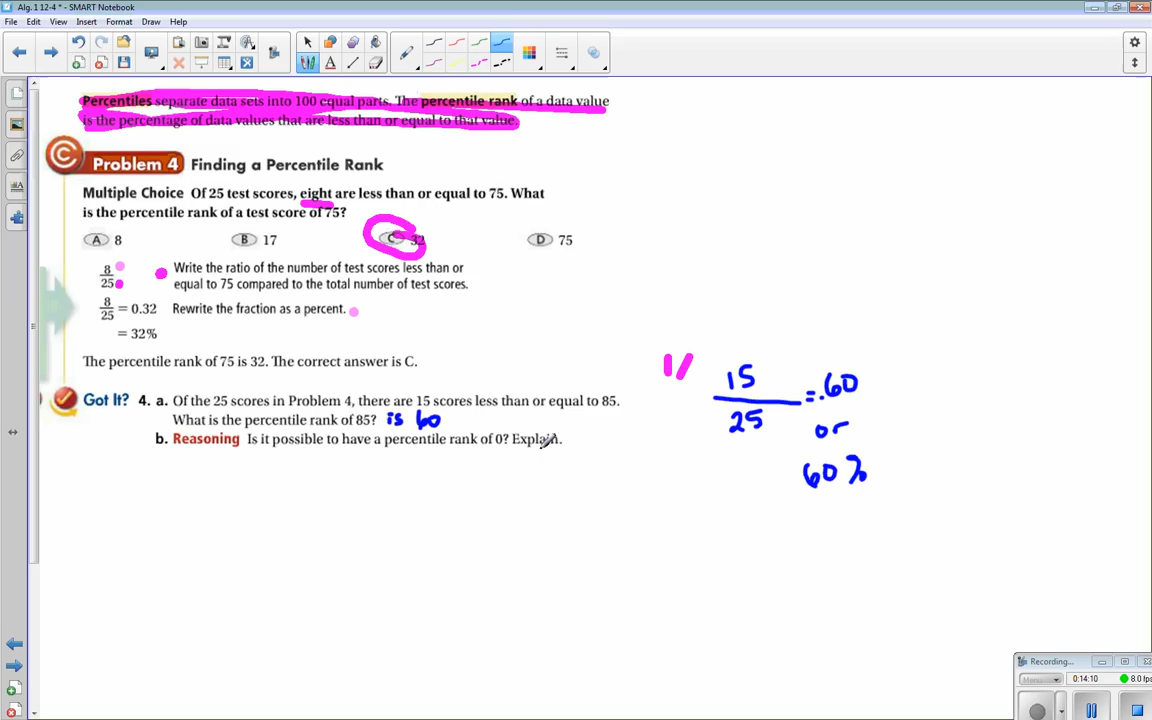 Alg.1 12-4 * - SMART Notebook
File Edit View Insert Format Draw View Help
Percentiles separate data sets into 100 equal parts. The percentile rank of a data value
is the percentage of data values that are less than or equal to that value.
C Problem 4 Finding a Percentile Rank
Multiple Choice Of 25 test scores, eight are less than or equal to 75. What
is the percentile rank of a test score of 75?
A 8 B 17 C 32 D 75
8/25 Write the ratio of the number of test scores less than or
equal to 75 compared to the total number of test scores.
8/25 = 0.32 Rewrite the fraction as a percent.
= 32%
The percentile rank of 75 is 32. The correct answer is C.
Got It? 4. a. Of the 25 scores in Problem 4, there are 15 scores less than or equal to 85.
What is the percentile rank of 85? is 60
b. Reasoning Is it possible to have a percentile rank of 0? Explain.
15
25
= .60
or
60%
Recording...
Menu
0:14:10 8.0 fps